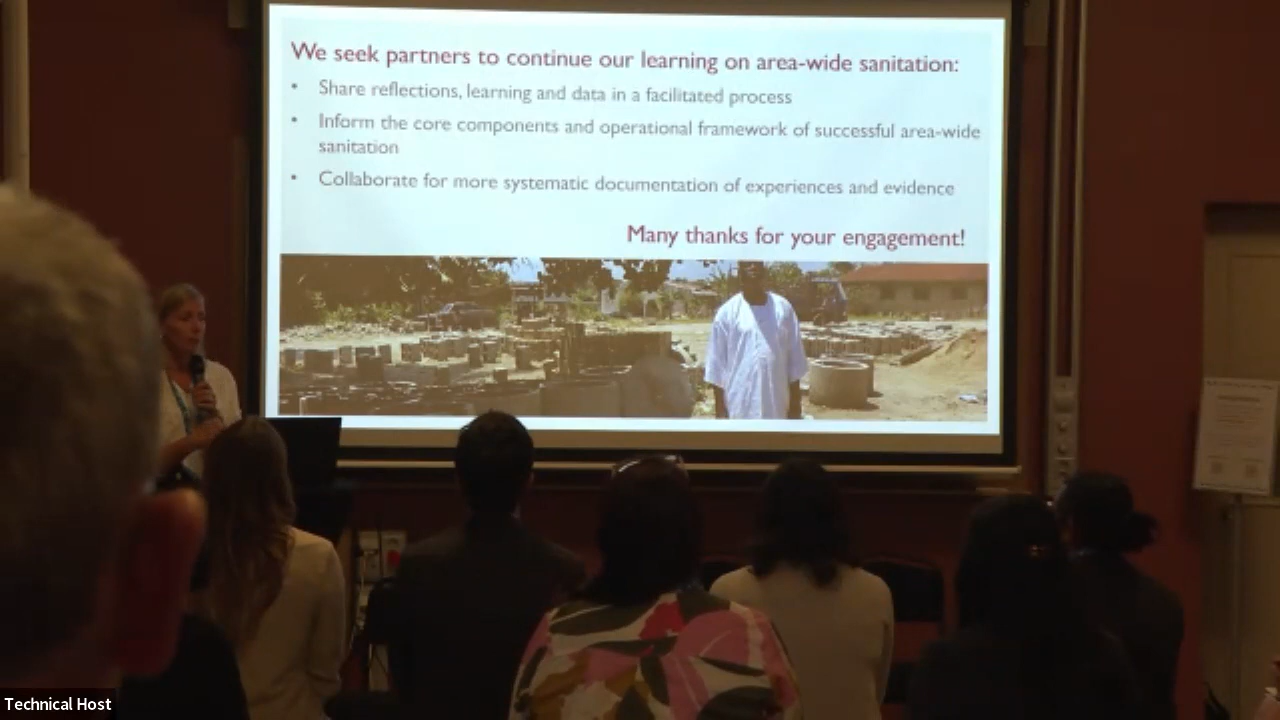 We seek partners to continue our learning on area-wide sanitation:
• Share reflections, learning and data in a facilitated process
• Inform the core components and operational framework of successful area-wide
sanitation
• Collaborate for more systematic documentation of experiences and evidence
Many thanks for your engagement!
Technical Host